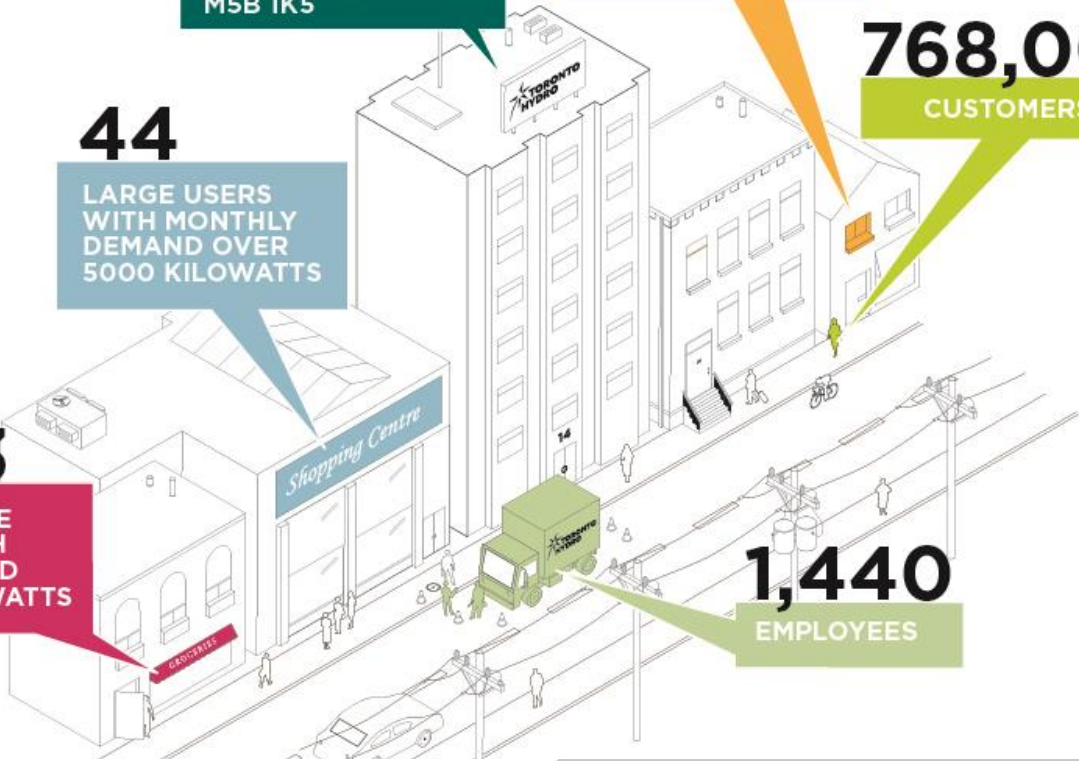 M5B 1K5
TORONTO
HYDRO
768,0
CUSTOMERS
44
LARGE USERS
WITH MONTHLY
DEMAND OVER
5000 KILOWATTS
Shopping Centre
14
TORONTO
HYDRO
GROCERIES
1,440
EMPLOYEES